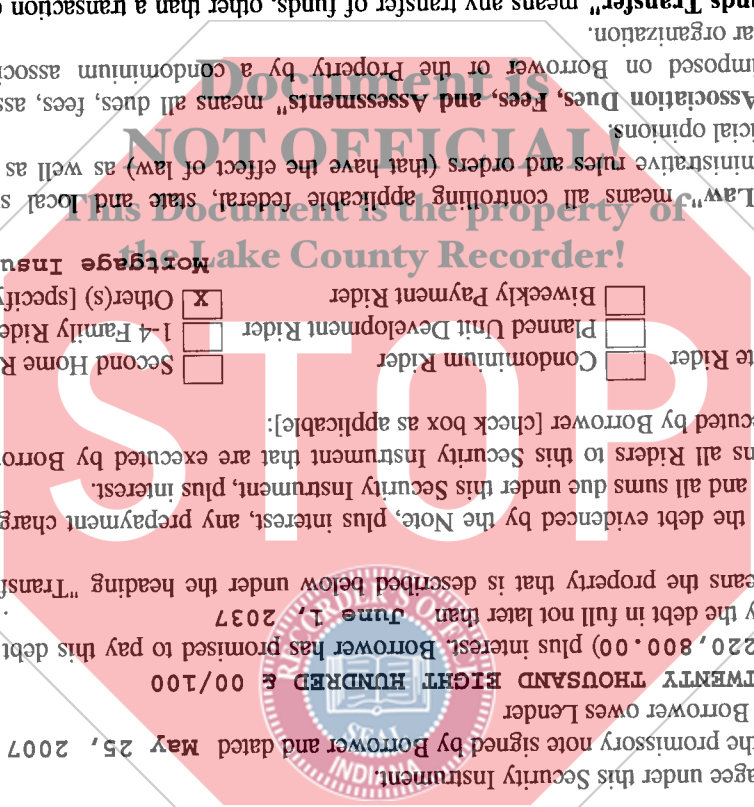 agee under this Security Instrument.
he promissory note signed by Borrower and dated May 25, 2007
Borrower owes Lender
TWENTY THOUSAND EIGHT HUNDRED & 00/100
220,800.00) plus interest. Borrower has promised to pay this debt
y the debt in full not later than June 1, 2037
eans the property that is described below under the heading "Transf
the debt evidenced by the Note, plus interest, any prepayment charg
and all sums due under this Security Instrument, plus interest.
ns all Riders to this Security Instrument that are executed by Borro
ecuted by Borrower [check box as applicable]:
te Rider Condominium Rider Second Home R
Planned Unit Development Rider 1-4 Family Ride
Biweekly Payment Rider X Other(s) [specify
Mortgage Insu
Law" means all controlling applicable federal, state and local s
ministrative rules and orders (that have the effect of law) as well as
icial opinions.
Association Dues, Fees, and Assessments" means all dues, fees, ass
mposed on Borrower or the Property by a condominium assoc
ar organization.
nds Transfer" means any transfer of funds, other than a transaction
Document is
NOT OFFICIAL!
This Document is the property of
the Lake County Recorder!
STOP
RECORDER'S OFFICE
SEAL
INDIANA